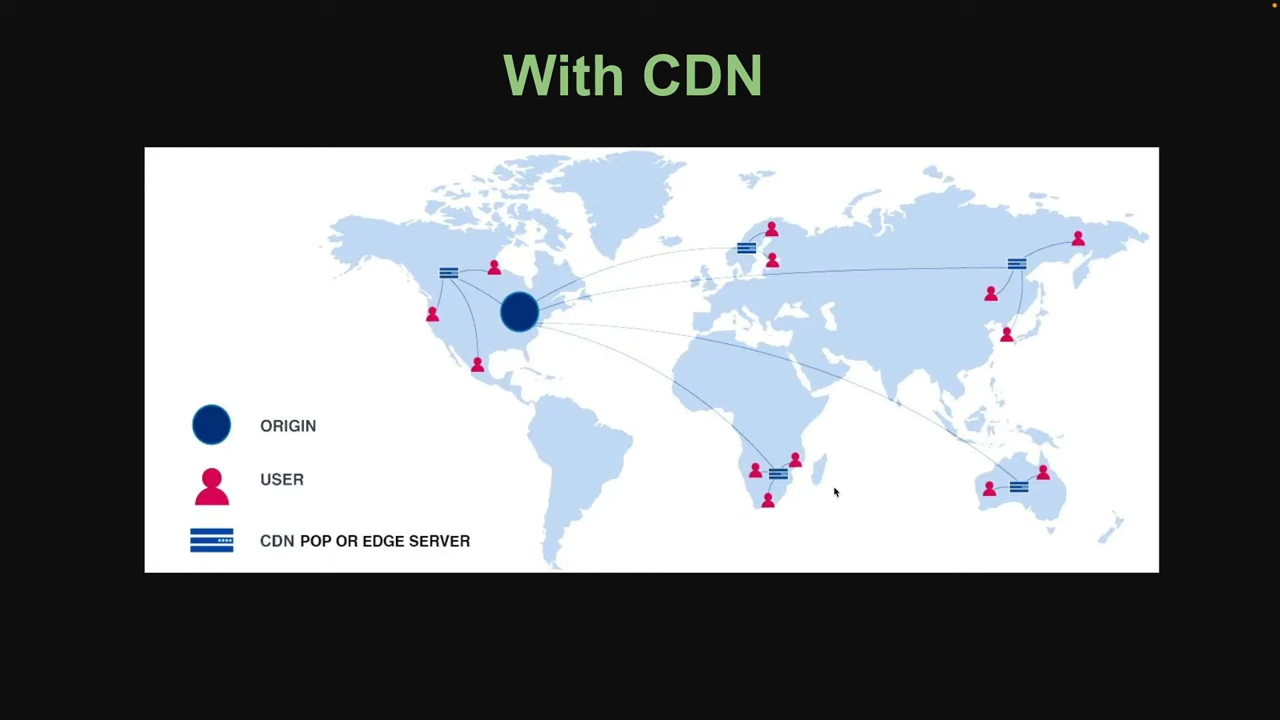 With CDN
ORIGIN
USER
CDN POP OR EDGE SERVER